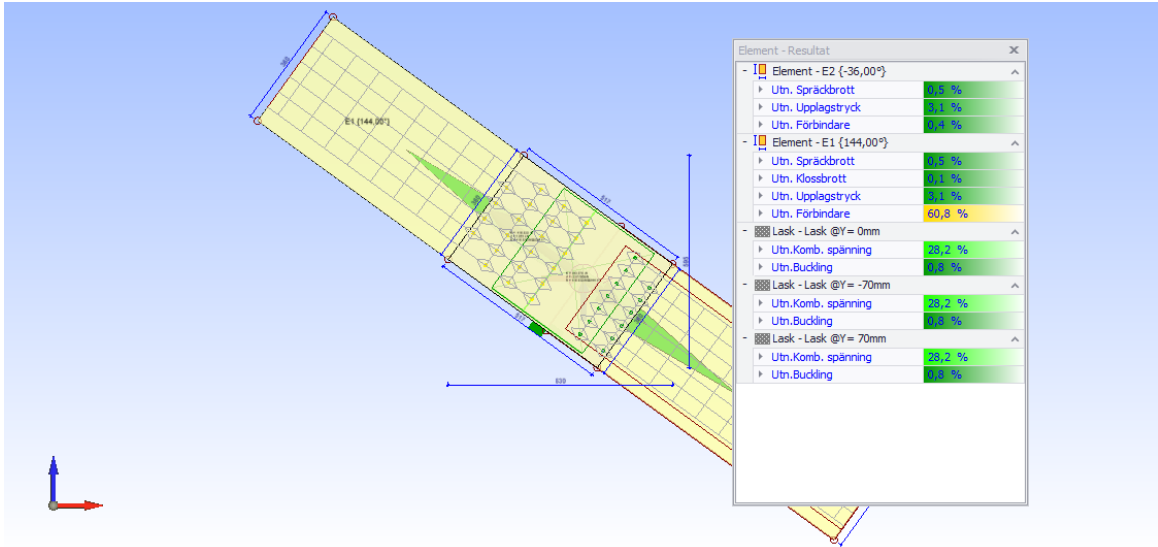 Element - Resultat
Element - E2 {-36,00°}
Utn. Spräckbrott 0,5 %
Utn. Upplagstryck 3,1 %
Utn. Förbindare 0,4 %
Element - E1 {144,00°}
Utn. Spräckbrott 0,5 %
Utn. Klossbrott 0,1 %
Utn. Upplagstryck 3,1 %
Utn. Förbindare 60,8 %
Lask - Lask @Y= 0mm
Utn.Komb. spänning 28,2 %
Utn.Buckling 0,8 %
Lask - Lask @Y= -70mm
Utn.Komb. spänning 28,2 %
Utn.Buckling 0,8 %
Lask - Lask @Y= 70mm
Utn.Komb. spänning 28,2 %
Utn.Buckling 0,8 %
E1 {144,00°}
517
517